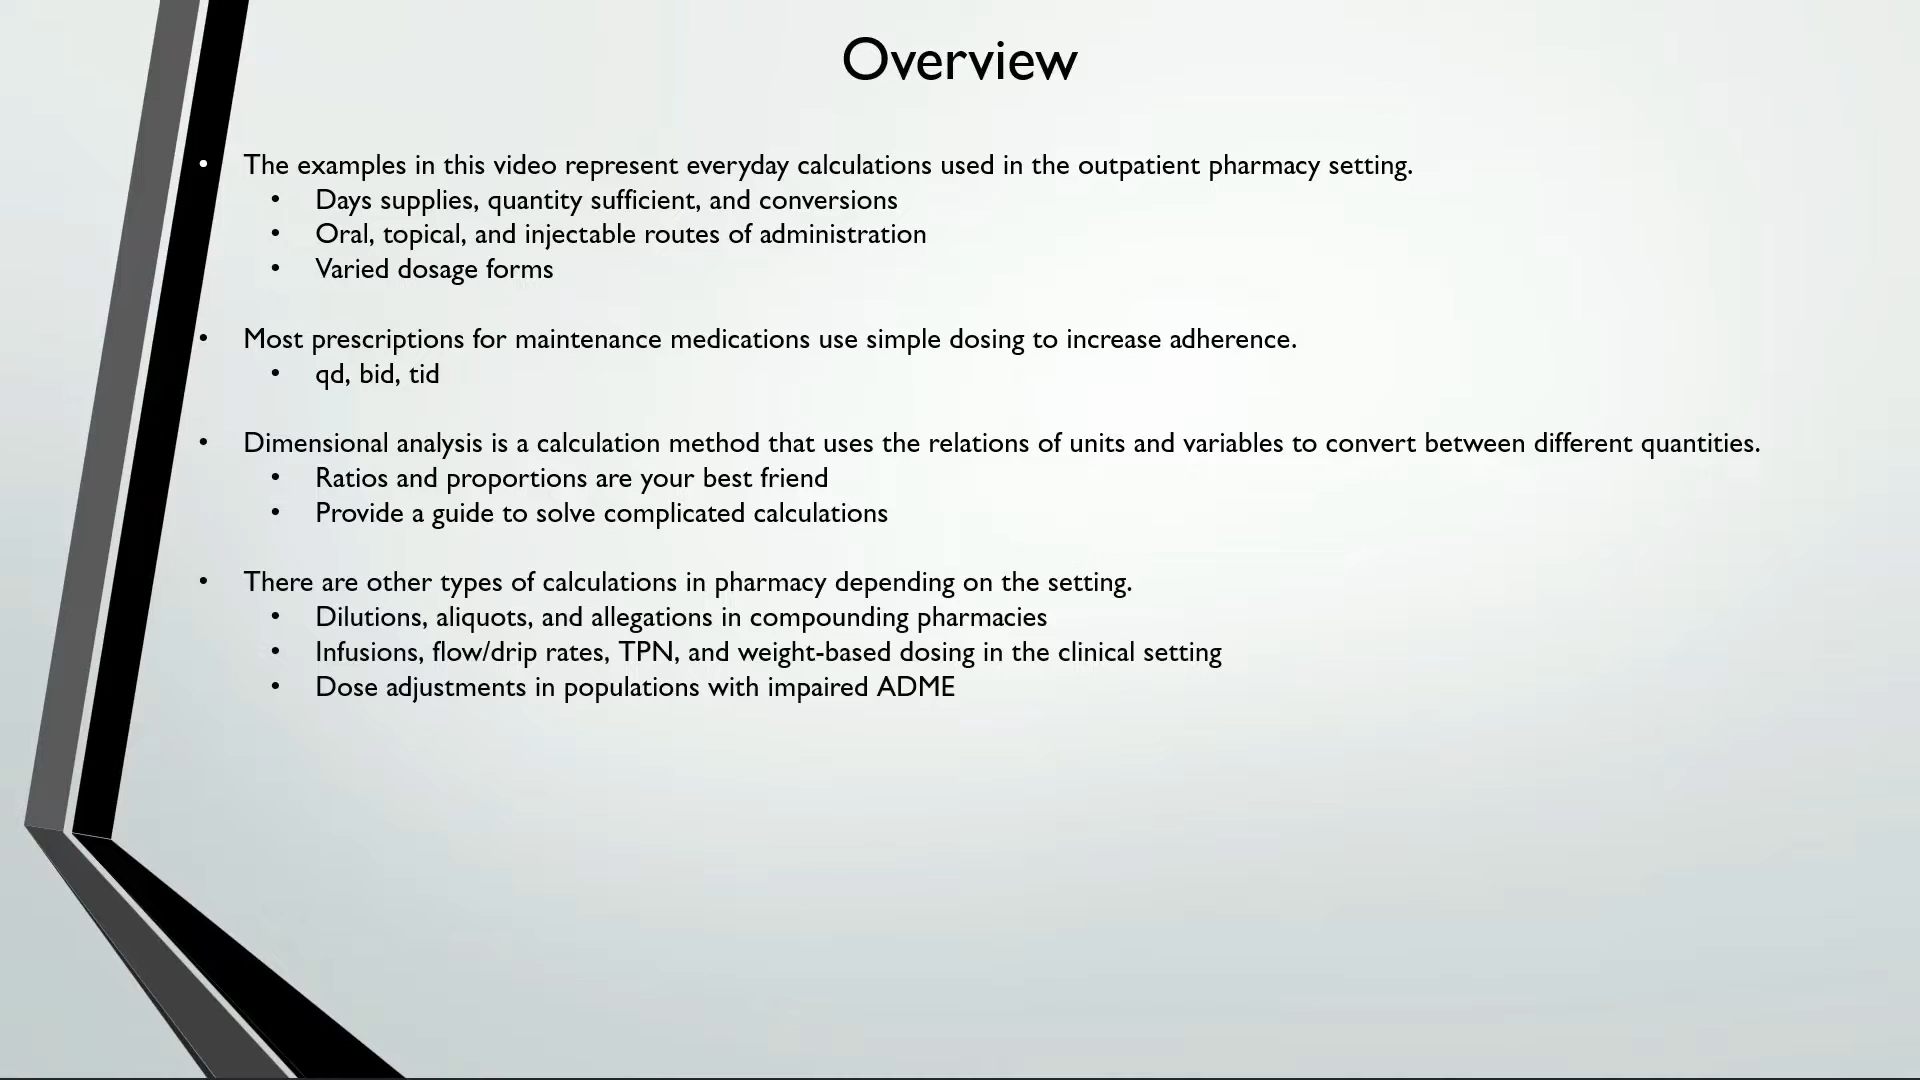 Overview
• The examples in this video represent everyday calculations used in the outpatient pharmacy setting.
• Days supplies, quantity sufficient, and conversions
• Oral, topical, and injectable routes of administration
• Varied dosage forms
• Most prescriptions for maintenance medications use simple dosing to increase adherence.
• qd, bid, tid
• Dimensional analysis is a calculation method that uses the relations of units and variables to convert between different quantities.
• Ratios and proportions are your best friend
• Provide a guide to solve complicated calculations
• There are other types of calculations in pharmacy depending on the setting.
• Dilutions, aliquots, and allegations in compounding pharmacies
• Infusions, flow/drip rates, TPN, and weight-based dosing in the clinical setting
• Dose adjustments in populations with impaired ADME